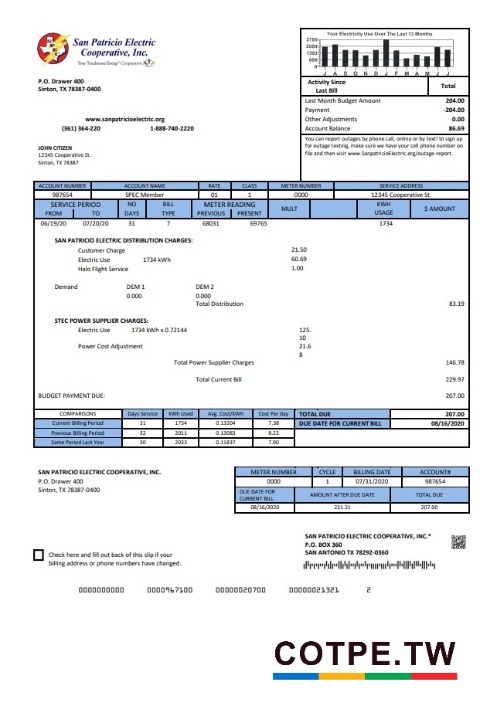 San Patricio Electric
Cooperative, Inc.
Your Touchstone Energy® Cooperative
P.O. Drawer 400
Sinton, TX 78387-0400
www.sanpatricioelectric.org
(361) 364-220 1-888-740-2220
JOHN CITIZEN
12345 Cooperative St.
Sinton, TX 78387
Your Electricity Use Over The Last 13 Months
2780
1390
690
0
J A S O N D J F M A M J J
Activity Since
Last Bill Total
Last Month Budget Amount 204.00
Payment -204.00
Other Adjustments 0.00
Account Balance 86.69
You can report outages by phone call, online or by text! to sign up
for outage texting, make sure we have your cell phone number on
file and then visit www.SanpatricioElectric.org/outage-report.
ACCOUNT NUMBER ACCOUNT NAME RATE CLASS METER NUMBER SERVICE ADDRESS
987654 SPEC Member 01 1 0000 12345 Cooperative St.
SERVICE PERIOD NO BILL METER READING MULT KWH $ AMOUNT
FROM TO DAYS TYPE PREVIOUS PRESENT USAGE
06/19/20 07/20/20 31 7 68031 69765 1734
SAN PATRICIO ELECTRIC DISTRIBUTION CHARGES:
Customer Charge 21.50
Electric Use 1734 kWh 60.69
Halo Flight Service 1.00
Demand DEM 1 DEM 2
0.000 0.000
Total Distribution 83.19
STEC POWER SUPPLIER CHARGES:
Electric Use 1734 kWh x 0.72144 125.
10
Power Cost Adjustment 21.6
8
Total Power Supplier Charges 146.78
Total Current Bill 229.97
BUDGET PAYMENT DUE: 207.00
COMPARISONS Days Service KWH Used Avg. Cost/kWh Cost Per day TOTAL DUE 207.00
Current Billing Period 31 1734 0.13204 7.38 DUE DATE FOR CURRENT BILL 08/16/2020
Previous Billing Period 32 2011 0.13083 8.22
Same Period Last Year 30 2033 0.15837 7.90
SAN PATRICIO ELECTRIC COOPERATIVE, INC.
P.O. Drawer 400
Sinton, TX 78387-0400
METER NUMBER CYCLE BILLING DATE ACCOUNT#
0000 1 07/31/2020 987654
DUE DATE FOR
CURRENT BILL AMOUNT AFTER DUE DATE TOTAL DUE
08/16/2020 231.21 207.00
SAN PATRICIO ELECTRIC COOPERATIVE, INC.*
P.O. BOX 360
SAN ANTONIO TX 78292-0360
Check here and fill out back of this slip if your
billing address or phone numbers have changed.
0000000000 0000967100 00000020700 00000021321 2
COTPE.TW